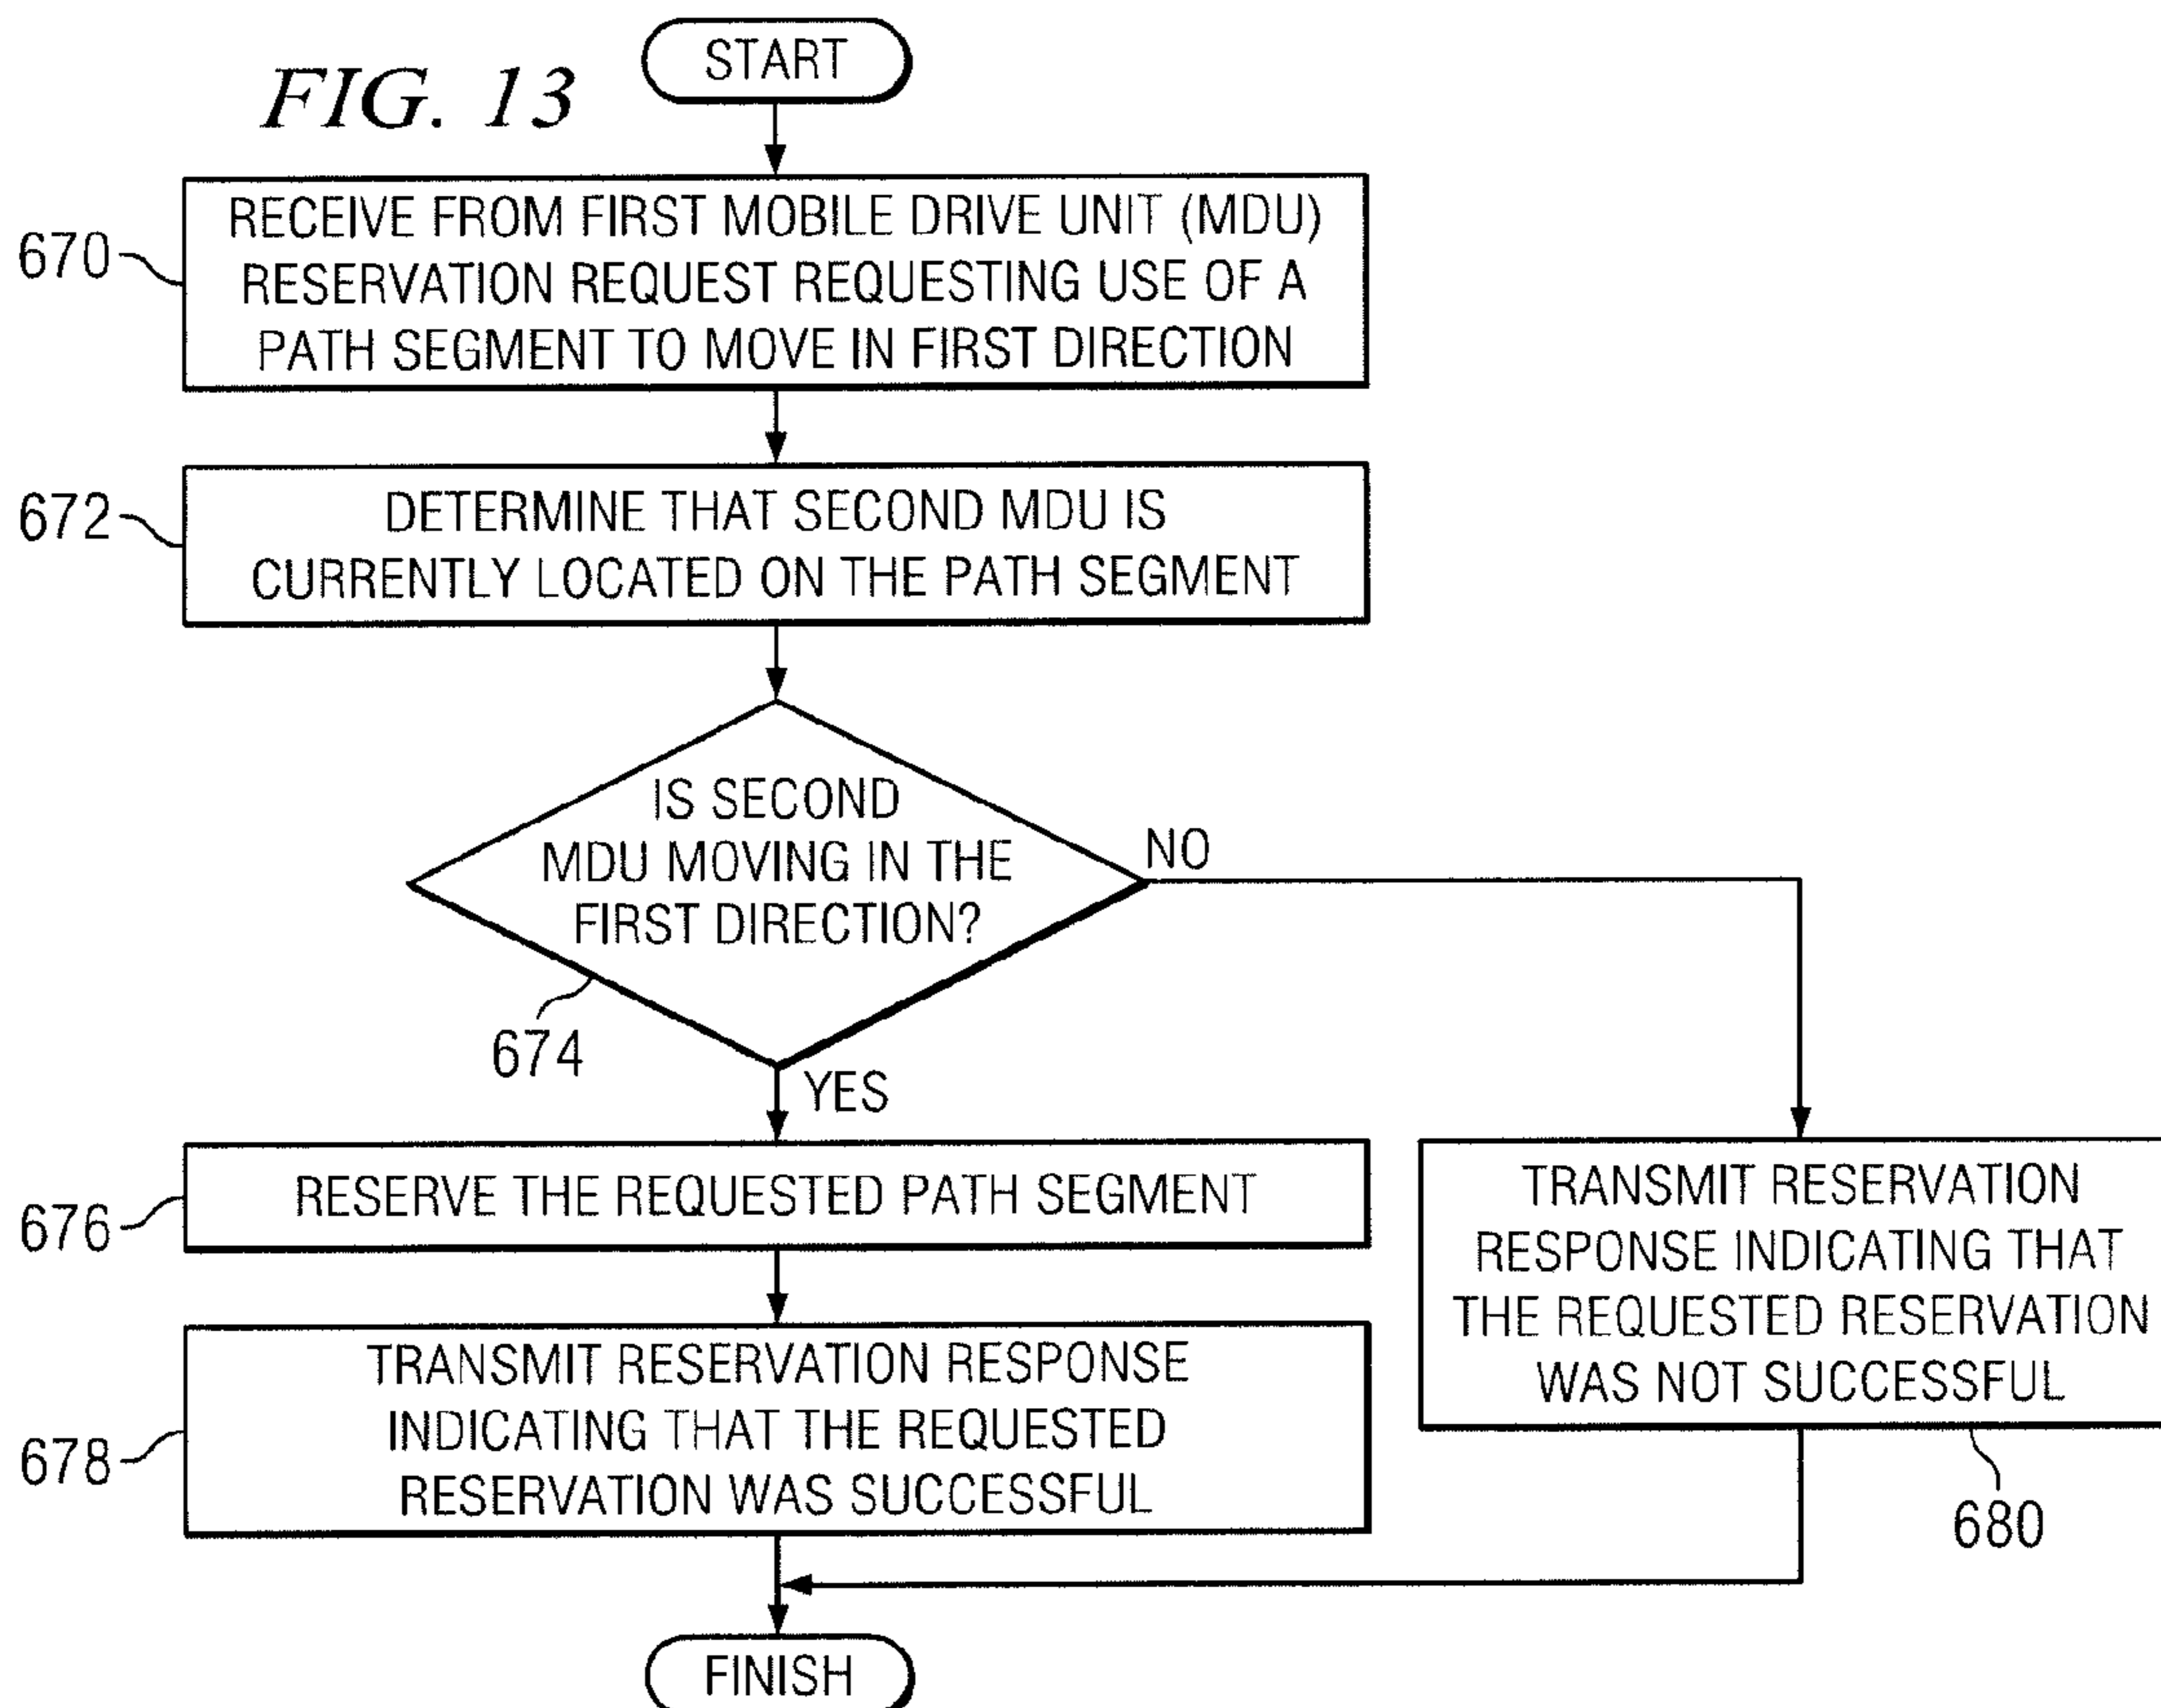 FIG. 13
START
670
RECEIVE FROM FIRST MOBILE DRIVE UNIT (MDU)
RESERVATION REQUEST REQUESTING USE OF A
PATH SEGMENT TO MOVE IN FIRST DIRECTION
672
DETERMINE THAT SECOND MDU IS
CURRENTLY LOCATED ON THE PATH SEGMENT
IS SECOND
MDU MOVING IN THE
FIRST DIRECTION?
674
NO
YES
676
RESERVE THE REQUESTED PATH SEGMENT
678
TRANSMIT RESERVATION RESPONSE
INDICATING THAT THE REQUESTED
RESERVATION WAS SUCCESSFUL
TRANSMIT RESERVATION
RESPONSE INDICATING THAT
THE REQUESTED RESERVATION
WAS NOT SUCCESSFUL
680
FINISH